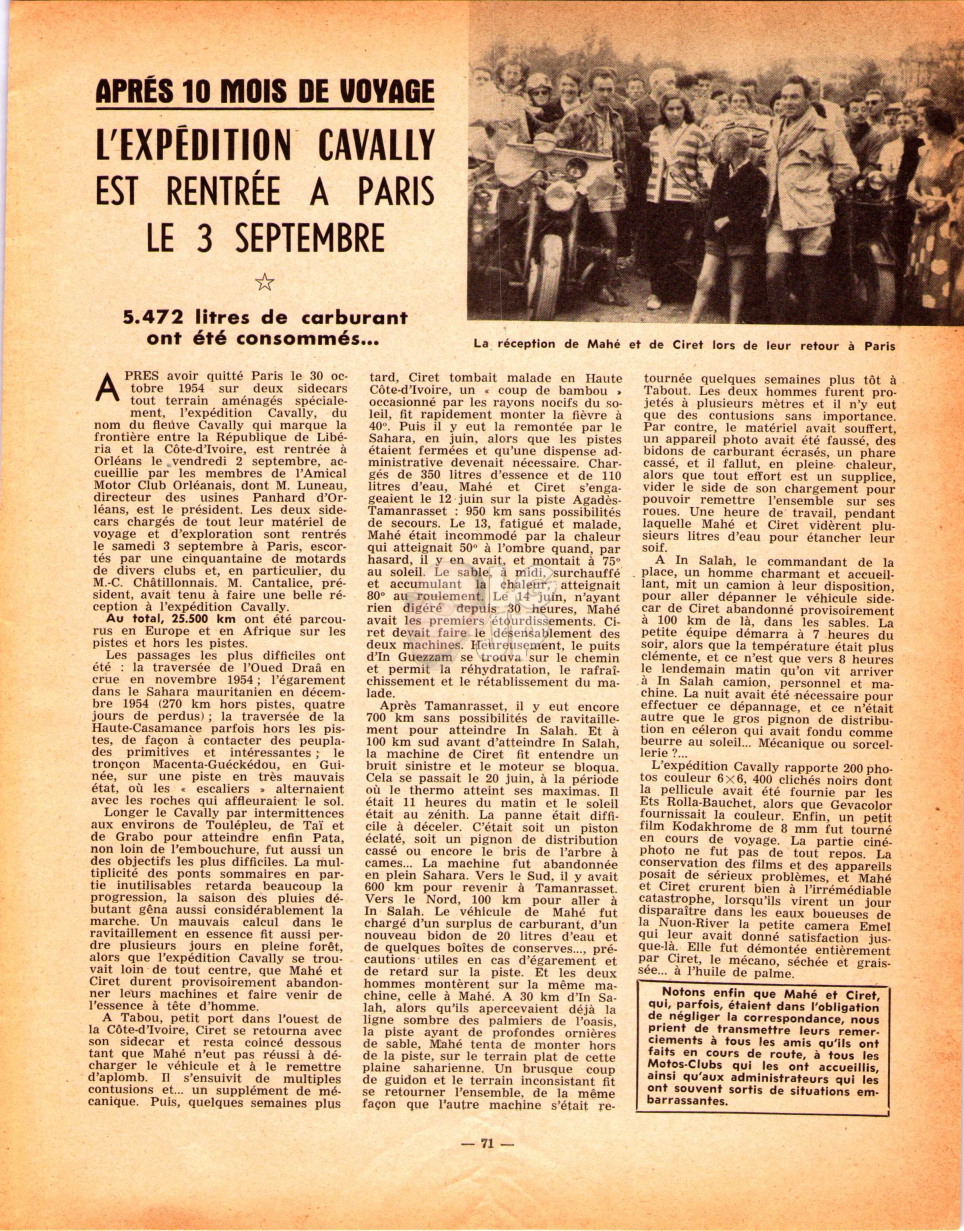 APRÉS 10 MOIS DE VOYAGE
L'EXPÉDITION CAVALLY
EST RENTRÉE A PARIS
LE 3 SEPTEMBRE
5.472 litres de carburant
ont été consommés...
La réception de Mahé et de Ciret lors de leur retour à Paris
APRES avoir quitté Paris le 30 oc-
tobre 1954 sur deux sidecars
tout terrain aménagés spéciale-
ment, l'expédition Cavally, du
nom du fleuve Cavally qui marque la
frontière entre la République de Libé-
ria et la Côte-d'Ivoire, est rentrée à
Orléans le vendredi 2 septembre, ac-
cueillie par les membres de l'Amical
Motor Club Orléanais, dont M. Luneau,
directeur des usines Panhard d'Or-
léans, est le président. Les deux side-
cars chargés de tout leur matériel de
voyage et d'exploration sont rentrés
le samedi 3 septembre à Paris, escor-
tés par une cinquantaine de motards
de divers clubs et, en particulier, du
M.-C. Châtillonnais. M. Cantalice, pré-
sident, avait tenu à faire une belle ré-
ception à l'expédition Cavally.
Au total, 25.500 km ont été parcou-
rus en Europe et en Afrique sur les
pistes et hors les pistes.
Les passages les plus difficiles ont
été : la traversée de l'Oued Draâ en
crue en novembre 1954 ; l'égarement
dans le Sahara mauritanien en décem-
bre 1954 (270 km hors pistes, quatre
jours de perdus) ; la traversée de la
Haute-Casamance parfois hors les pis-
tes, de façon à contacter des peupla-
des primitives et intéressantes ; le
tronçon Macenta-Guéckédou, en Gui-
née, sur une piste en très mauvais
état, où les « escaliers » alternaient
avec les roches qui affleuraient le sol.
Longer le Cavally par intermittences
aux environs de Toulépleu, de Taï et
de Grabo pour atteindre enfin Pata,
non loin de l'embouchure, fut aussi un
des objectifs les plus difficiles. La mul-
tiplicité des ponts sommaires en par-
tie inutilisables retarda beaucoup la
progression, la saison des pluies dé-
butant gêna aussi considérablement la
marche. Un mauvais calcul dans le
ravitaillement en essence fit aussi per-
dre plusieurs jours en pleine forêt,
alors que l'expédition Cavally se trou-
vait loin de tout centre, que Mahé et
Ciret durent provisoirement abandon-
ner leurs machines et faire venir de
l'essence à tête d'homme.
A Tabou, petit port dans l'ouest de
la Côte-d'Ivoire, Ciret se retourna avec
son sidecar et resta coincé dessous
tant que Mahé n'eut pas réussi à dé-
charger le véhicule et à le remettre
d'aplomb. Il s'ensuivit de multiples
contusions et... un supplément de mé-
canique. Puis, quelques semaines plus
tard, Ciret tombait malade en Haute
Côte-d'Ivoire, un « coup de bambou »
occasionné par les rayons nocifs du so-
leil, fit rapidement monter la fièvre à
40°. Puis il y eut la remontée par le
Sahara, en juin, alors que les pistes
étaient fermées et qu'une dispense ad-
ministrative devenait nécessaire. Char-
gés de 350 litres d'essence et de 110
litres d'eau, Mahé et Ciret s'enga-
geaient le 12 juin sur la piste Agadès-
Tamanrasset : 950 km sans possibilités
de secours. Le 13, fatigué et malade,
Mahé était incommodé par la chaleur
qui atteignait 50° à l'ombre quand, par
hasard, il y en avait, et montait à 75°
au soleil. Le sable, à midi, surchauffé
et accumulant la chaleur, atteignait
80° au roulement. Le 14 juin, n'ayant
rien digéré depuis 30 heures, Mahé
avait les premiers étourdissements. Ci-
ret devait faire le désensablement des
deux machines. Heureusement, le puits
d'In Guezzam se trouva sur le chemin
et permit la réhydratation, le rafraî-
chissement et le rétablissement du ma-
lade.
Après Tamanrasset, il y eut encore
700 km sans possibilités de ravitaille-
ment pour atteindre In Salah. Et à
100 km sud avant d'atteindre In Salah,
la machine de Ciret fit entendre un
bruit sinistre et le moteur se bloqua.
Cela se passait le 20 juin, à la période
où le thermo atteint ses maximas. Il
était 11 heures du matin et le soleil
était au zénith. La panne était diffi-
cile à déceler. C'était soit un piston
éclaté, soit un pignon de distribution
cassé ou encore le bris de l'arbre à
cames... La machine fut abandonnée
en plein Sahara. Vers le Sud, il y avait
600 km pour revenir à Tamanrasset.
Vers le Nord, 100 km pour aller à
In Salah. Le véhicule de Mahé fut
chargé d'un surplus de carburant, d'un
nouveau bidon de 20 litres d'eau et
de quelques boîtes de conserves..., pré-
cautions utiles en cas d'égarement et
de retard sur la piste. Et les deux
hommes montèrent sur la même ma-
chine, celle à Mahé. A 30 km d'In Sa-
lah, alors qu'ils apercevaient déjà la
ligne sombre des palmiers de l'oasis,
la piste ayant de profondes ornières
de sable, Mahé tenta de monter hors
de la piste, sur le terrain plat de cette
plaine saharienne. Un brusque coup
de guidon et le terrain inconsistant fit
se retourner l'ensemble, de la même
façon que l'autre machine s'était re-
tournée quelques semaines plus tôt à
Tabout. Les deux hommes furent pro-
jetés à plusieurs mètres et il n'y eut
que des contusions sans importance.
Par contre, le matériel avait souffert,
un appareil photo avait été faussé, des
bidons de carburant écrasés, un phare
cassé, et il fallut, en pleine chaleur,
alors que tout effort est un supplice,
vider le side de son chargement pour
pouvoir remettre l'ensemble sur ses
roues. Une heure de travail, pendant
laquelle Mahé et Ciret vidèrent plu-
sieurs litres d'eau pour étancher leur
soif.
A In Salah, le commandant de la
place, un homme charmant et accueil-
lant, mit un camion à leur disposition,
pour aller dépanner le véhicule side-
car de Ciret abandonné provisoirement
à 100 km de là, dans les sables. La
petite équipe démarra à 7 heures du
soir, alors que la température était plus
clémente, et ce n'est que vers 8 heures
le lendemain matin qu'on vit arriver
à In Salah camion, personnel et ma-
chine. La nuit avait été nécessaire pour
effectuer ce dépannage, et ce n'était
autre que le gros pignon de distribu-
tion en céleron qui avait fondu comme
beurre au soleil... Mécanique ou sorcel-
lerie ?...
L'expédition Cavally rapporte 200 pho-
tos couleur 6×6, 400 clichés noirs dont
la pellicule avait été fournie par les
Ets Rolla-Bauchet, alors que Gevacolor
fournissait la couleur. Enfin, un petit
film Kodakhrome de 8 mm fut tourné
en cours de voyage. La partie ciné-
photo ne fut pas de tout repos. La
conservation des films et des appareils
posait de sérieux problèmes, et Mahé
et Ciret crurent bien à l'irrémédiable
catastrophe, lorsqu'ils virent un jour
disparaître dans les eaux boueuses de
la Nuon-River la petite camera Emel
qui leur avait donné satisfaction jus-
que-là. Elle fut démontée entièrement
par Ciret, le mécano, séchée et grais-
sée... à l'huile de palme.
Notons enfin que Mahé et Ciret,
qui, parfois, étaient dans l'obligation
de négliger la correspondance, nous
prient de transmettre leurs remer-
ciements à tous les amis qu'ils ont
faits en cours de route, à tous les
Motos-Clubs qui les ont accueillis,
ainsi qu'aux administrateurs qui les
ont souvent sortis de situations em-
barrassantes.
— 71 —